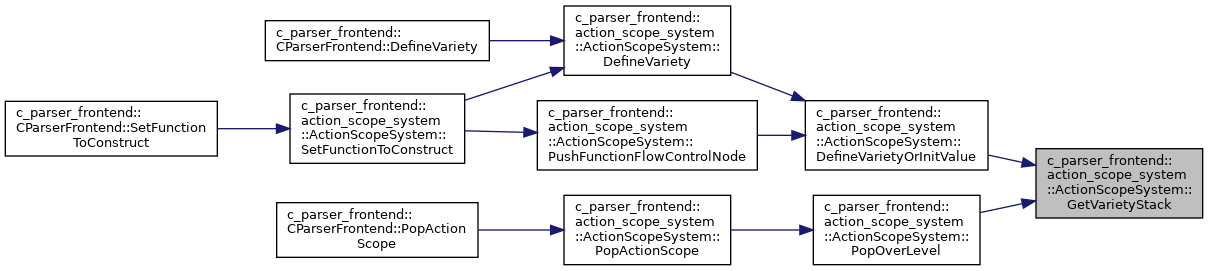 c_parser_frontend::
CParserFrontend::SetFunction
ToConstruct
c_parser_frontend::
CParserFrontend::DefineVariety
c_parser_frontend::
action_scope_system
::ActionScopeSystem::
SetFunctionToConstruct
c_parser_frontend::
CParserFrontend::PopAction
Scope
c_parser_frontend::
action_scope_system
::ActionScopeSystem::
DefineVariety
c_parser_frontend::
action_scope_system
::ActionScopeSystem::
PushFunctionFlowControlNode
c_parser_frontend::
action_scope_system
::ActionScopeSystem::
PopActionScope
c_parser_frontend::
action_scope_system
::ActionScopeSystem::
DefineVarietyOrInitValue
c_parser_frontend::
action_scope_system
::ActionScopeSystem::
PopOverLevel
c_parser_frontend::
action_scope_system
::ActionScopeSystem::
GetVarietyStack